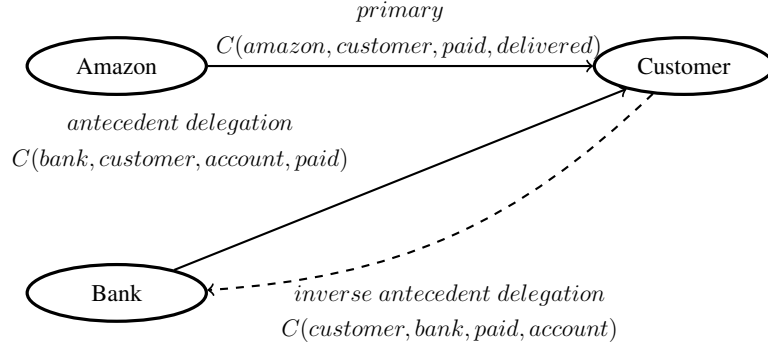 primary
C(amazon, customer, paid, delivered)
Amazon
Customer
antecedent delegation
C(bank, customer, account, paid)
Bank
inverse antecedent delegation
C(customer, bank, paid, account)